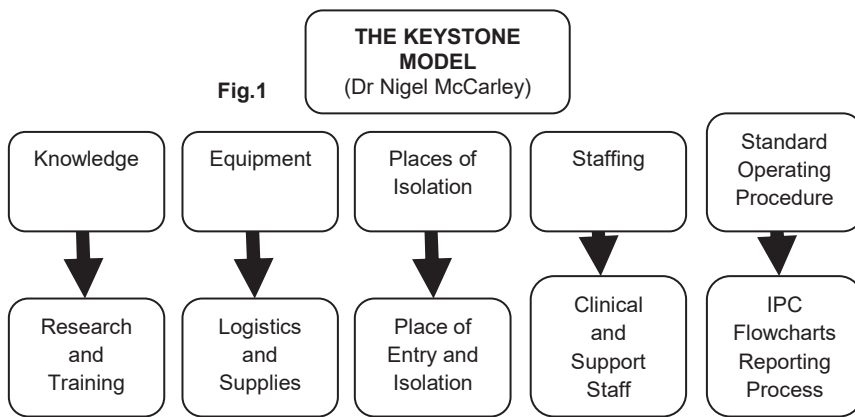 THE KEYSTONE
MODEL
(Dr Nigel McCarley)
Fig.1
Knowledge
Equipment
Places of
Isolation
Staffing
Standard
Operating
Procedure
Research
and
Training
Logistics
and
Supplies
Place of
Entry and
Isolation
Clinical
and
Support
Staff
IPC
Flowcharts
Reporting
Process